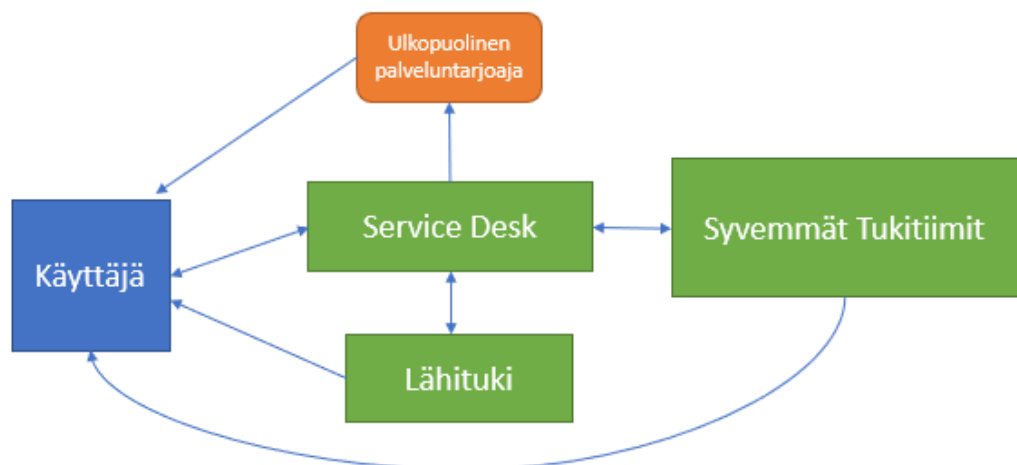 Ulkopuolinen
palveluntarjoaja
Service Desk
Syvemmät Tukitiimit
Käyttäjä
Lähituki